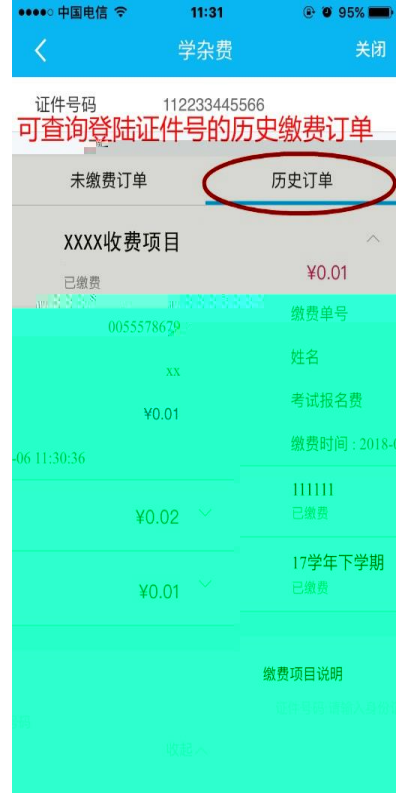 中国电信 11:31 95%
学杂费 关闭
证件号码 112233445566
可查询登陆证件号的历史缴费订单
未缴费订单 历史订单
XXXX收费项目
已缴费 ¥0.01
0055578679 缴费单号
xx 姓名
¥0.01 考试报名费
缴费时间 : 2018-0
-06 11:30:36
111111
¥0.02 已缴费
17学年下学期
¥0.01 已缴费
缴费项目说明
收起